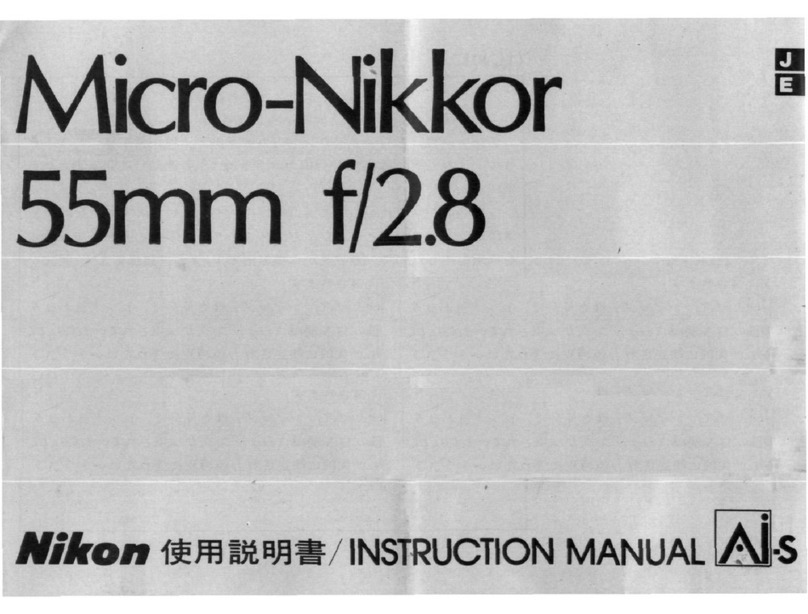 Micro-Nikkor
J
E
55mm f/2.8
Nikon 使用説明書/INSTRUCTION MANUAL Ai-S